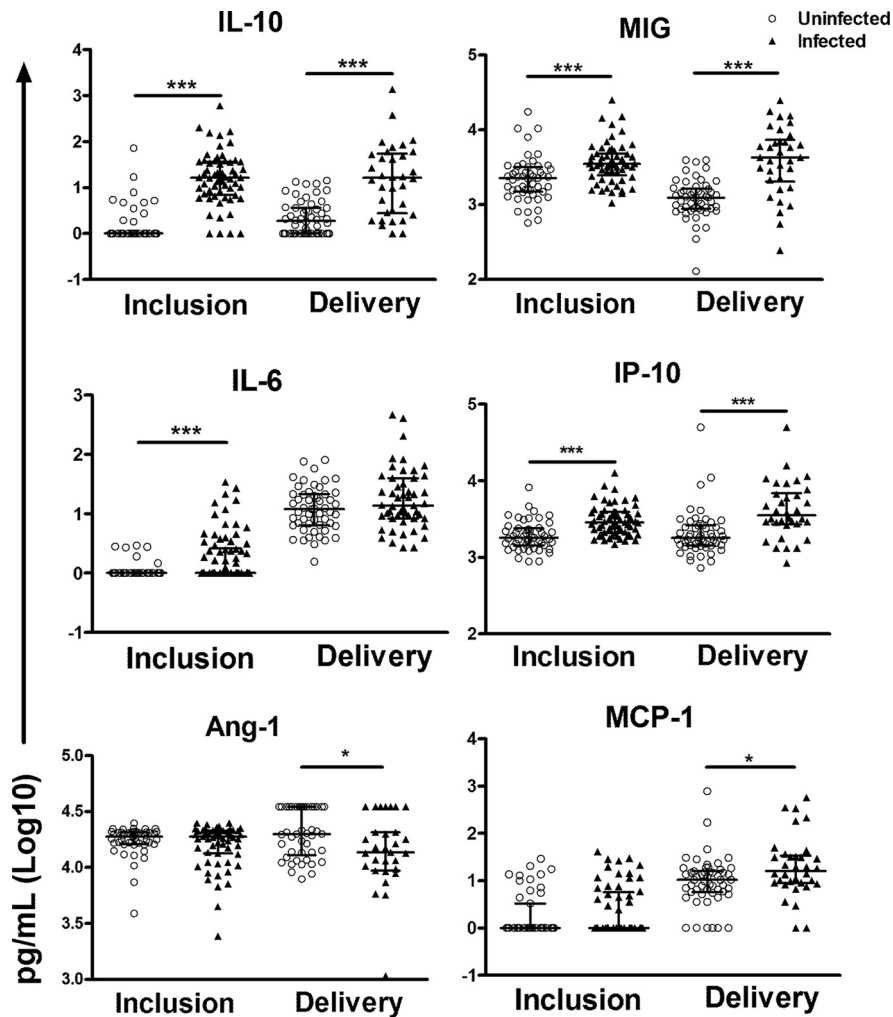 ○ Uninfected
▲ Infected
IL-10
4
3
2
1
0
-1
***
***
Inclusion
Delivery
MIG
5
4
3
2
***
***
Inclusion
Delivery
IL-6
3
2
1
0
-1
***
Inclusion
Delivery
IP-10
5
4
3
2
***
***
Inclusion
Delivery
Ang-1
5.0
4.5
4.0
3.5
3.0
*
Inclusion
Delivery
MCP-1
4
3
2
1
0
-1
*
Inclusion
Delivery
pg/mL (Log10)